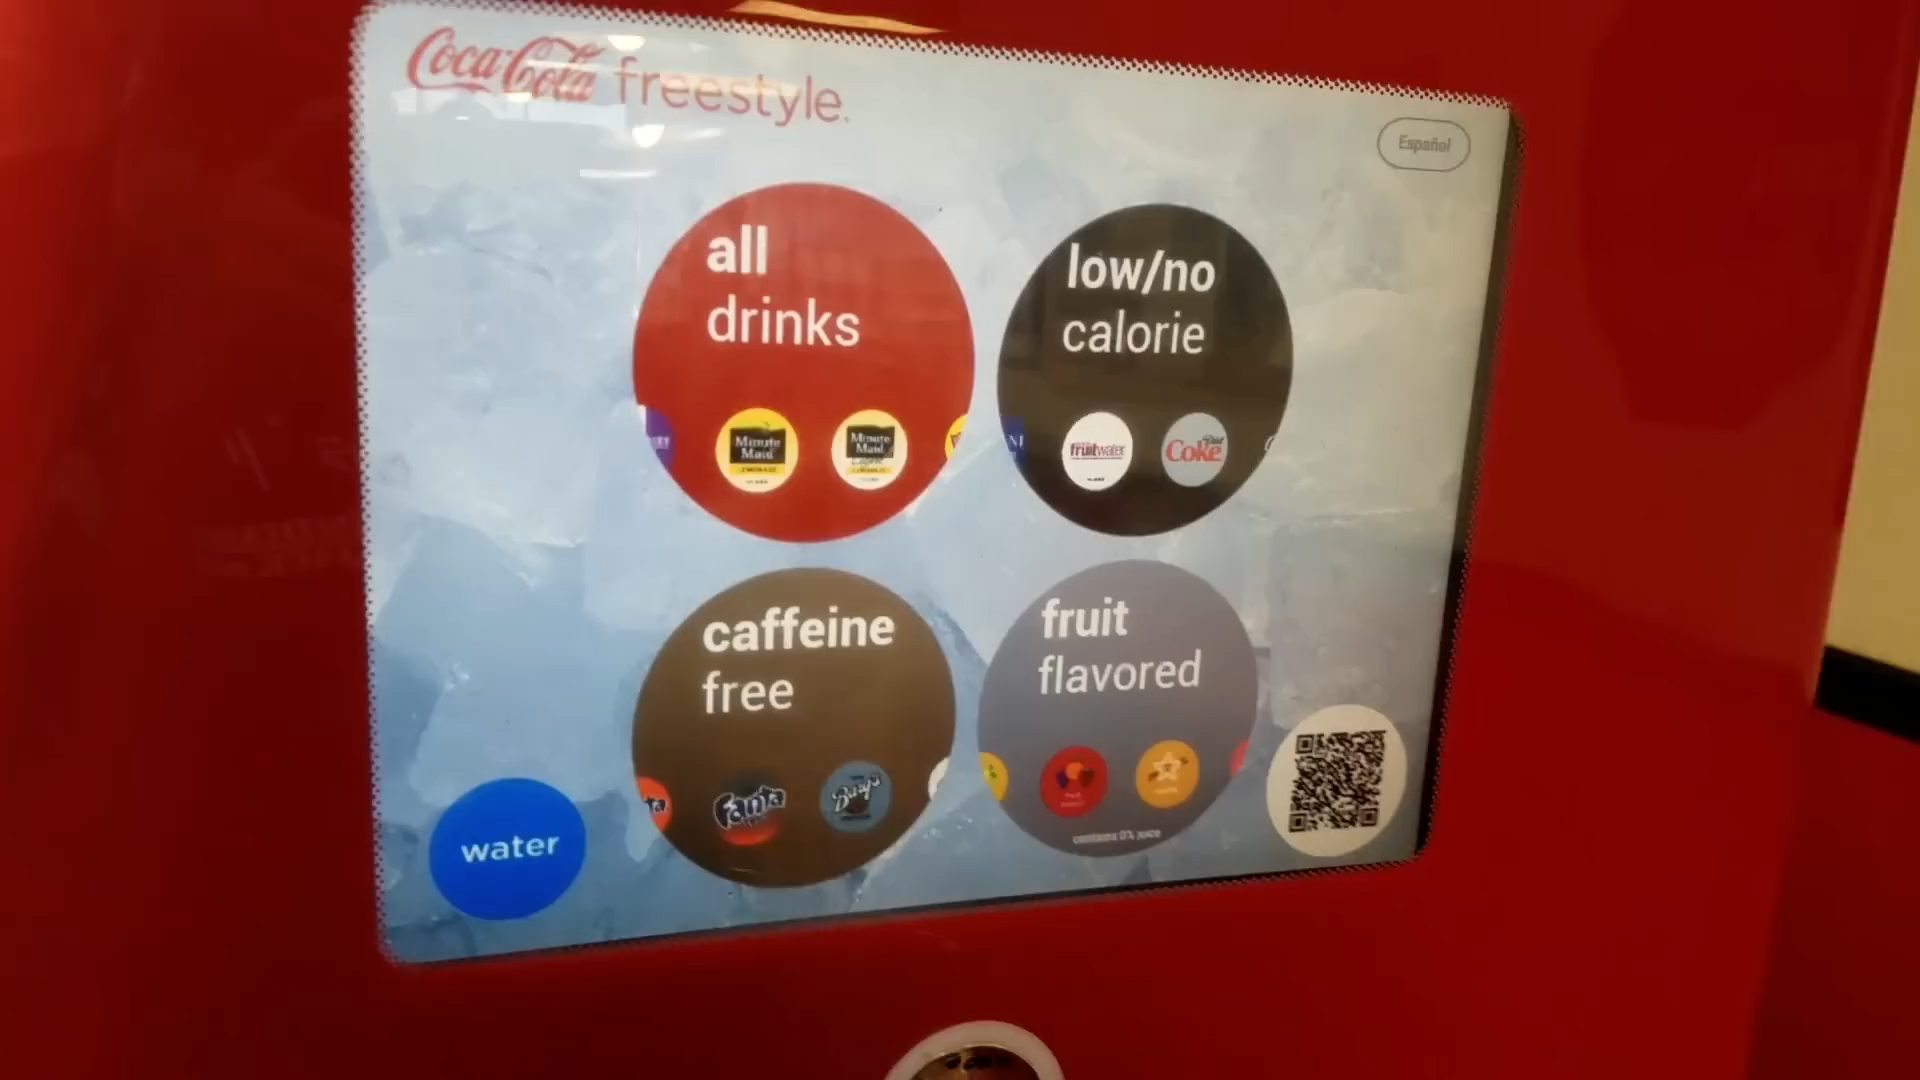 Coca-Cola freestyle.
Español
all
drinks
Minute
Maid
Minute
Maid
low/no
calorie
fruitwater
Diet
Coke
caffeine
free
Fanta
Barq's
fruit
flavored
contains 0% juice
water